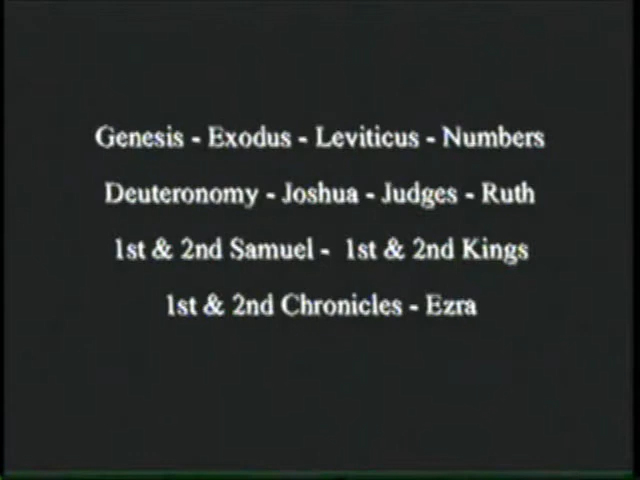 Genesis - Exodus - Leviticus - Numbers
Deuteronomy - Joshua - Judges - Ruth
1st & 2nd Samuel -  1st & 2nd Kings
1st & 2nd Chronicles - Ezra